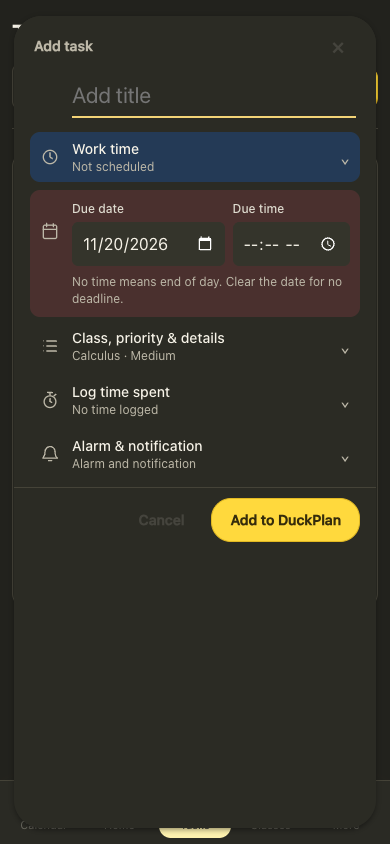 Add task
Add title
Work time
Not scheduled
Due date
Due time
11/20/2026
--:-- --
No time means end of day. Clear the date for no
deadline.
Class, priority & details
Calculus · Medium
Log time spent
No time logged
Alarm & notification
Alarm and notification
Cancel
Add to DuckPlan